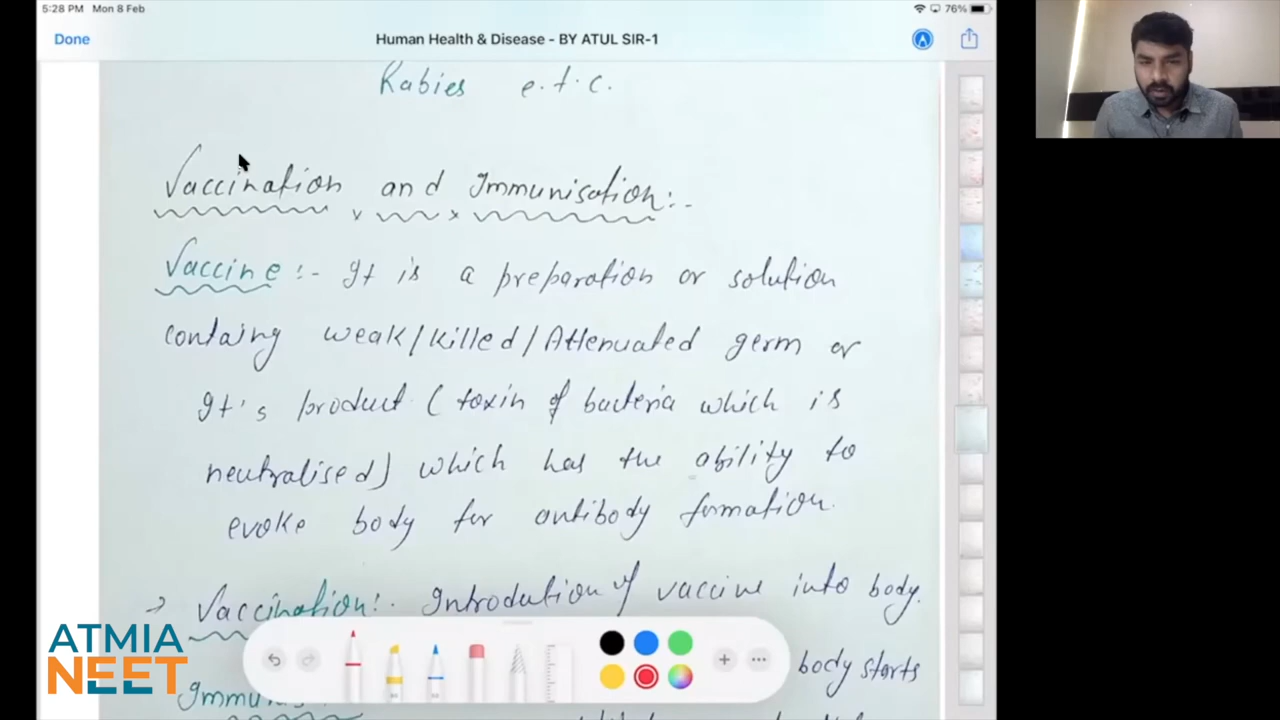 5:28 PM Mon 8 Feb
76%
Done
Human Health & Disease - BY ATUL SIR-1
Rabies e.t.c.
Vaccination and Immunisation:-
Vaccine :- It is a preparation or solution
containg weak/killed/Attenuated germ or
It's product (toxin of bacteria which is
neutralised) which has the ability to
evoke body for antibody formation.
→ Vaccination:- Introdution of vaccine into body.
body starts
Immu
ATMIA
NEET